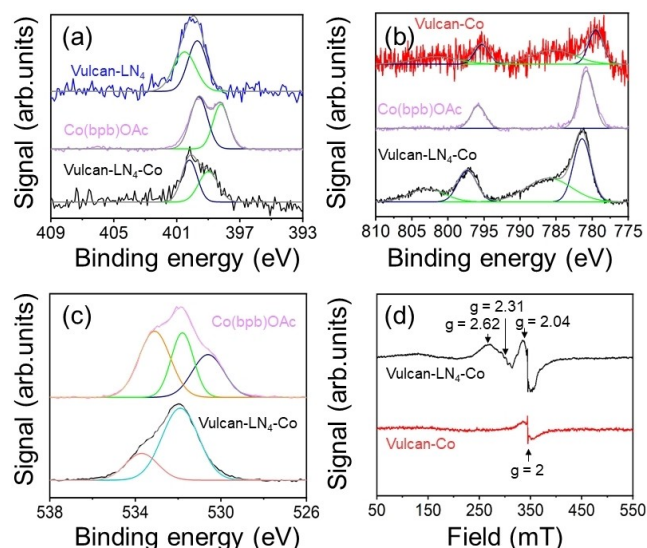 (a)
Vulcan-LN₄
Co(bpb)OAc
Vulcan-LN₄-Co
Signal (arb.units)
409 405 401 397 393
Binding energy (eV)
(b)
Vulcan-Co
Co(bpb)OAc
Vulcan-LN₄-Co
Signal (arb.units)
810 805 800 795 790 785 780 775
Binding energy (eV)
(c)
Co(bpb)OAc
Vulcan-LN₄-Co
Signal (arb.units)
538 534 530 526
Binding energy (eV)
(d)
g = 2.31
g = 2.62
g = 2.04
Vulcan-LN₄-Co
Vulcan-Co
g = 2
Signal (arb.units)
50 150 250 350 450 550
Field (mT)